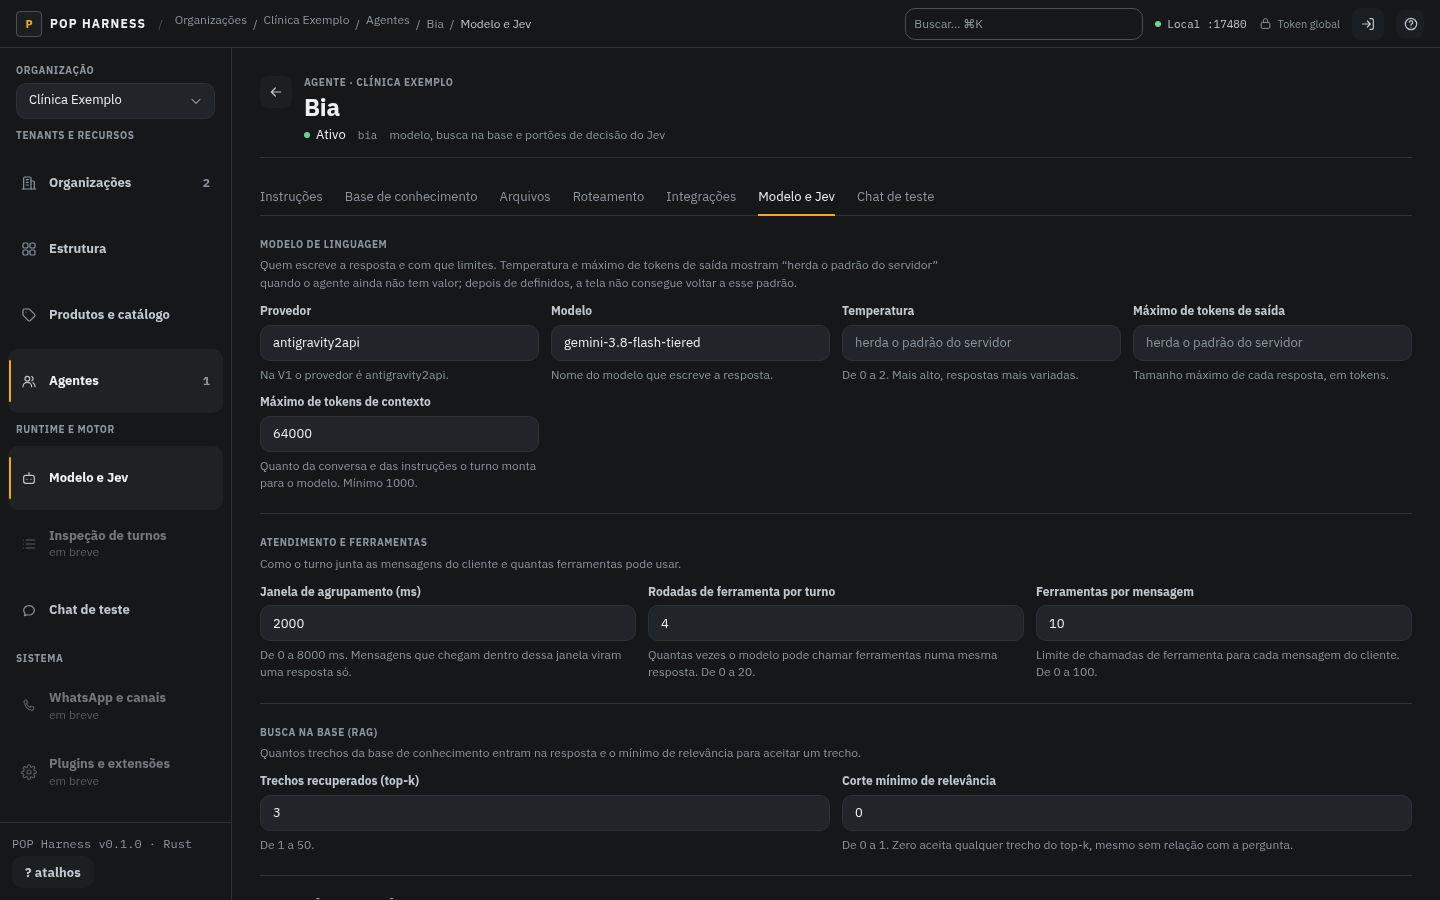 P POP HARNESS / Organizações / Clínica Exemplo / Agentes / Bia / Modelo e Jev
Buscar... ⌘K
Local :17480
Token global
ORGANIZAÇÃO
Clínica Exemplo
TENANTS E RECURSOS
Organizações 2
Estrutura
Produtos e catálogo
Agentes 1
RUNTIME E MOTOR
Modelo e Jev
Inspeção de turnos
em breve
Chat de teste
SISTEMA
WhatsApp e canais
em breve
Plugins e extensões
em breve
POP Harness v0.1.0 · Rust
? atalhos
AGENTE · CLÍNICA EXEMPLO
Bia
Ativo bia modelo, busca na base e portões de decisão do Jev
Instruções Base de conhecimento Arquivos Roteamento Integrações Modelo e Jev Chat de teste
MODELO DE LINGUAGEM
Quem escreve a resposta e com que limites. Temperatura e máximo de tokens de saída mostram “herda o padrão do servidor”
quando o agente ainda não tem valor; depois de definidos, a tela não consegue voltar a esse padrão.
Provedor
antigravity2api
Na V1 o provedor é antigravity2api.
Modelo
gemini-3.8-flash-tiered
Nome do modelo que escreve a resposta.
Temperatura
herda o padrão do servidor
De 0 a 2. Mais alto, respostas mais variadas.
Máximo de tokens de saída
herda o padrão do servidor
Tamanho máximo de cada resposta, em tokens.
Máximo de tokens de contexto
64000
Quanto da conversa e das instruções o turno monta
para o modelo. Mínimo 1000.
ATENDIMENTO E FERRAMENTAS
Como o turno junta as mensagens do cliente e quantas ferramentas pode usar.
Janela de agrupamento (ms)
2000
De 0 a 8000 ms. Mensagens que chegam dentro dessa janela viram
uma resposta só.
Rodadas de ferramenta por turno
4
Quantas vezes o modelo pode chamar ferramentas numa mesma
resposta. De 0 a 20.
Ferramentas por mensagem
10
Limite de chamadas de ferramenta para cada mensagem do cliente.
De 0 a 100.
BUSCA NA BASE (RAG)
Quantos trechos da base de conhecimento entram na resposta e o mínimo de relevância para aceitar um trecho.
Trechos recuperados (top-k)
3
De 1 a 50.
Corte mínimo de relevância
0
De 0 a 1. Zero aceita qualquer trecho do top-k, mesmo sem relação com a pergunta.